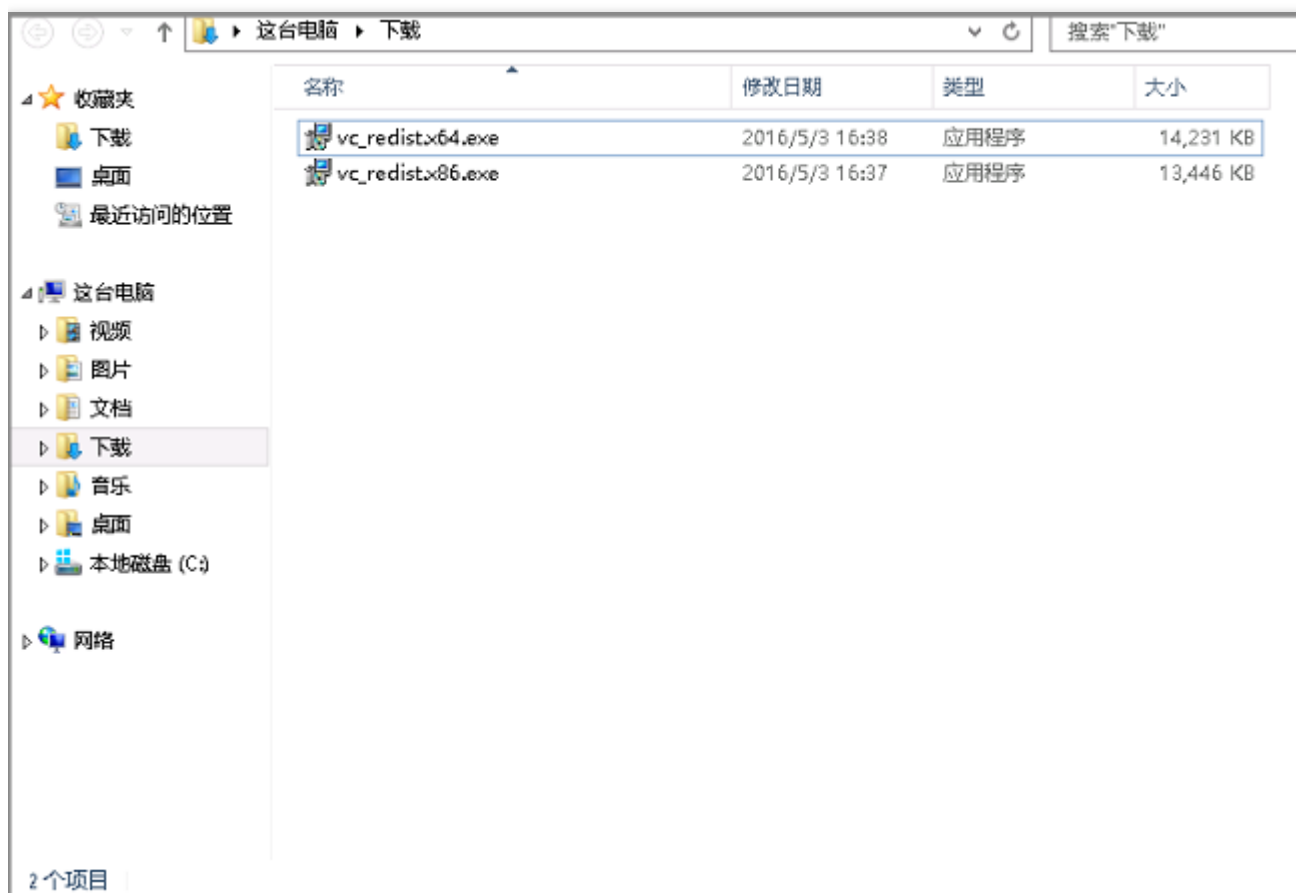 这台电脑 下载
搜索"下载"
收藏夹
下载
桌面
最近访问的位置
这台电脑
视频
图片
文档
下载
音乐
桌面
本地磁盘 (C:)
网络
名称 修改日期 类型 大小
vc_redist.x64.exe 2016/5/3 16:38 应用程序 14,231 KB
vc_redist.x86.exe 2016/5/3 16:37 应用程序 13,446 KB
2 个项目